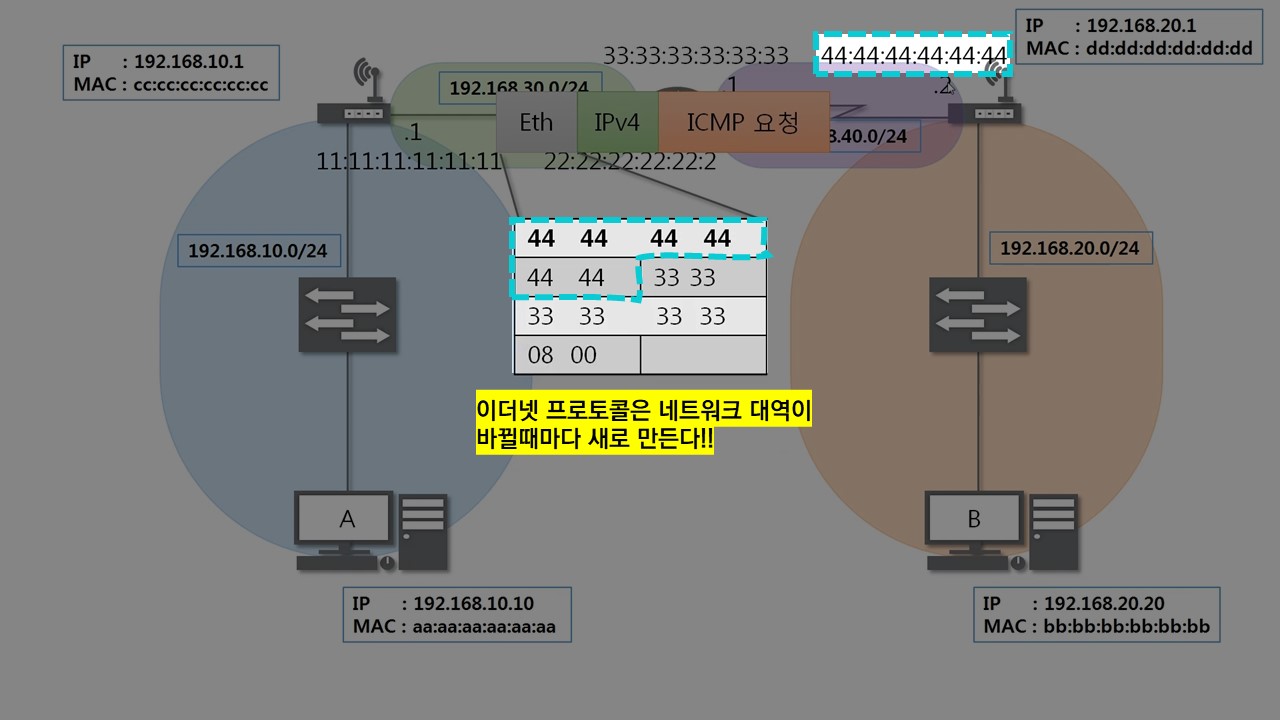 IP : 192.168.20.1
MAC : dd:dd:dd:dd:dd:dd
33:33:33:33:33:33
44:44:44:44:44:44
IP : 192.168.10.1
MAC : cc:cc:cc:cc:cc:cc
192.168.30.0/24
.1
.2
Eth
IPv4
ICMP 요청
.1
8.40.0/24
11:11:11:11:11:11
22:22:22:22:22:2
44 44 44 44
44 44 33 33
33 33 33 33
08 00
192.168.10.0/24
192.168.20.0/24
이더넷 프로토콜은 네트워크 대역이
바뀔때마다 새로 만든다!!
A
B
IP : 192.168.10.10
MAC : aa:aa:aa:aa:aa:aa
IP : 192.168.20.20
MAC : bb:bb:bb:bb:bb:bb